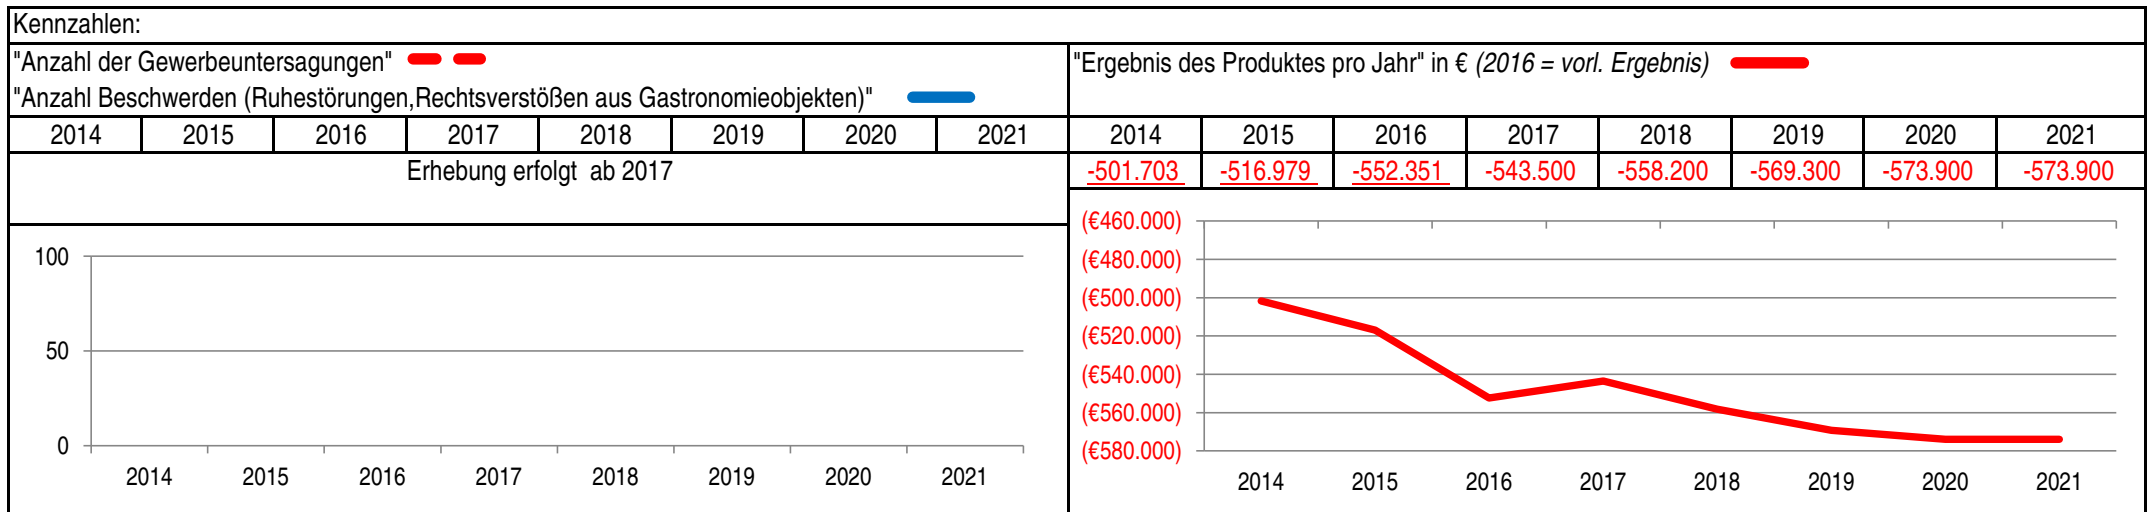 Kennzahlen:
"Anzahl der Gewerbeuntersagungen"
"Anzahl Beschwerden (Ruhestörungen,Rechtsverstößen aus Gastronomieobjekten)"
2014 2015 2016 2017 2018 2019 2020 2021
Erhebung erfolgt  ab 2017
100
50
0
2014 2015 2016 2017 2018 2019 2020 2021
"Ergebnis des Produktes pro Jahr" in € (2016 = vorl. Ergebnis)
2014 2015 2016 2017 2018 2019 2020 2021
-501.703 -516.979 -552.351 -543.500 -558.200 -569.300 -573.900 -573.900
(€460.000)
(€480.000)
(€500.000)
(€520.000)
(€540.000)
(€560.000)
(€580.000)
2014 2015 2016 2017 2018 2019 2020 2021